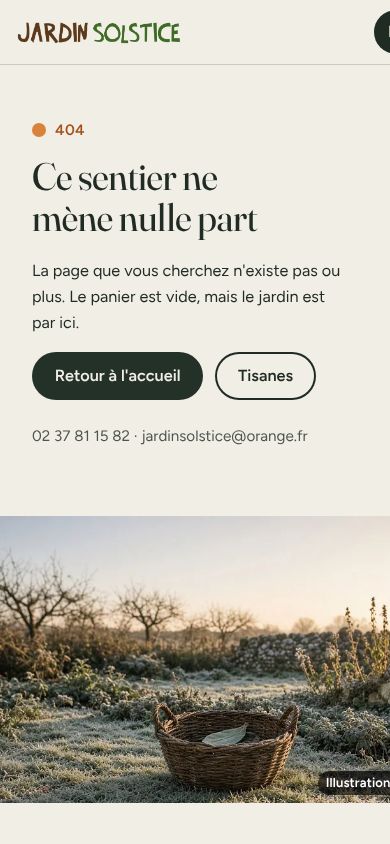 JARDIN SOLSTICE
404
Ce sentier ne
mène nulle part
La page que vous cherchez n'existe pas ou
plus. Le panier est vide, mais le jardin est
par ici.
Retour à l'accueil
Tisanes
02 37 81 15 82 · jardinsolstice@orange.fr
Illustration